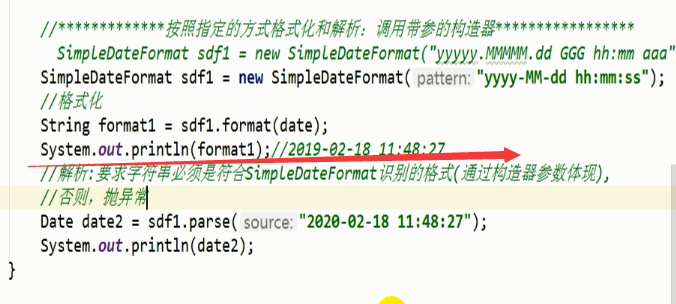 //*************按照指定的方式格式化和解析：调用带参的构造器*****************
SimpleDateFormat sdf1 = new SimpleDateFormat("yyyyy.MMMMM.dd GGG hh:mm aaa"
SimpleDateFormat sdf1 = new SimpleDateFormat( pattern: "yyyy-MM-dd hh:mm:ss");
//格式化
String format1 = sdf1.format(date);
System.out.println(format1);//2019-02-18 11:48:27
//解析:要求字符串必须是符合SimpleDateFormat识别的格式(通过构造器参数体现),
//否则，抛异常
Date date2 = sdf1.parse( source: "2020-02-18 11:48:27");
System.out.println(date2);
}